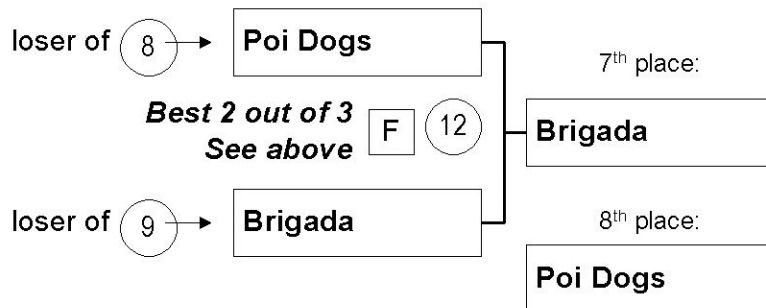 loser of 8 Poi Dogs
7th place:
Best 2 out of 3
See above F 12
Brigada
loser of 9 Brigada
8th place:
Poi Dogs